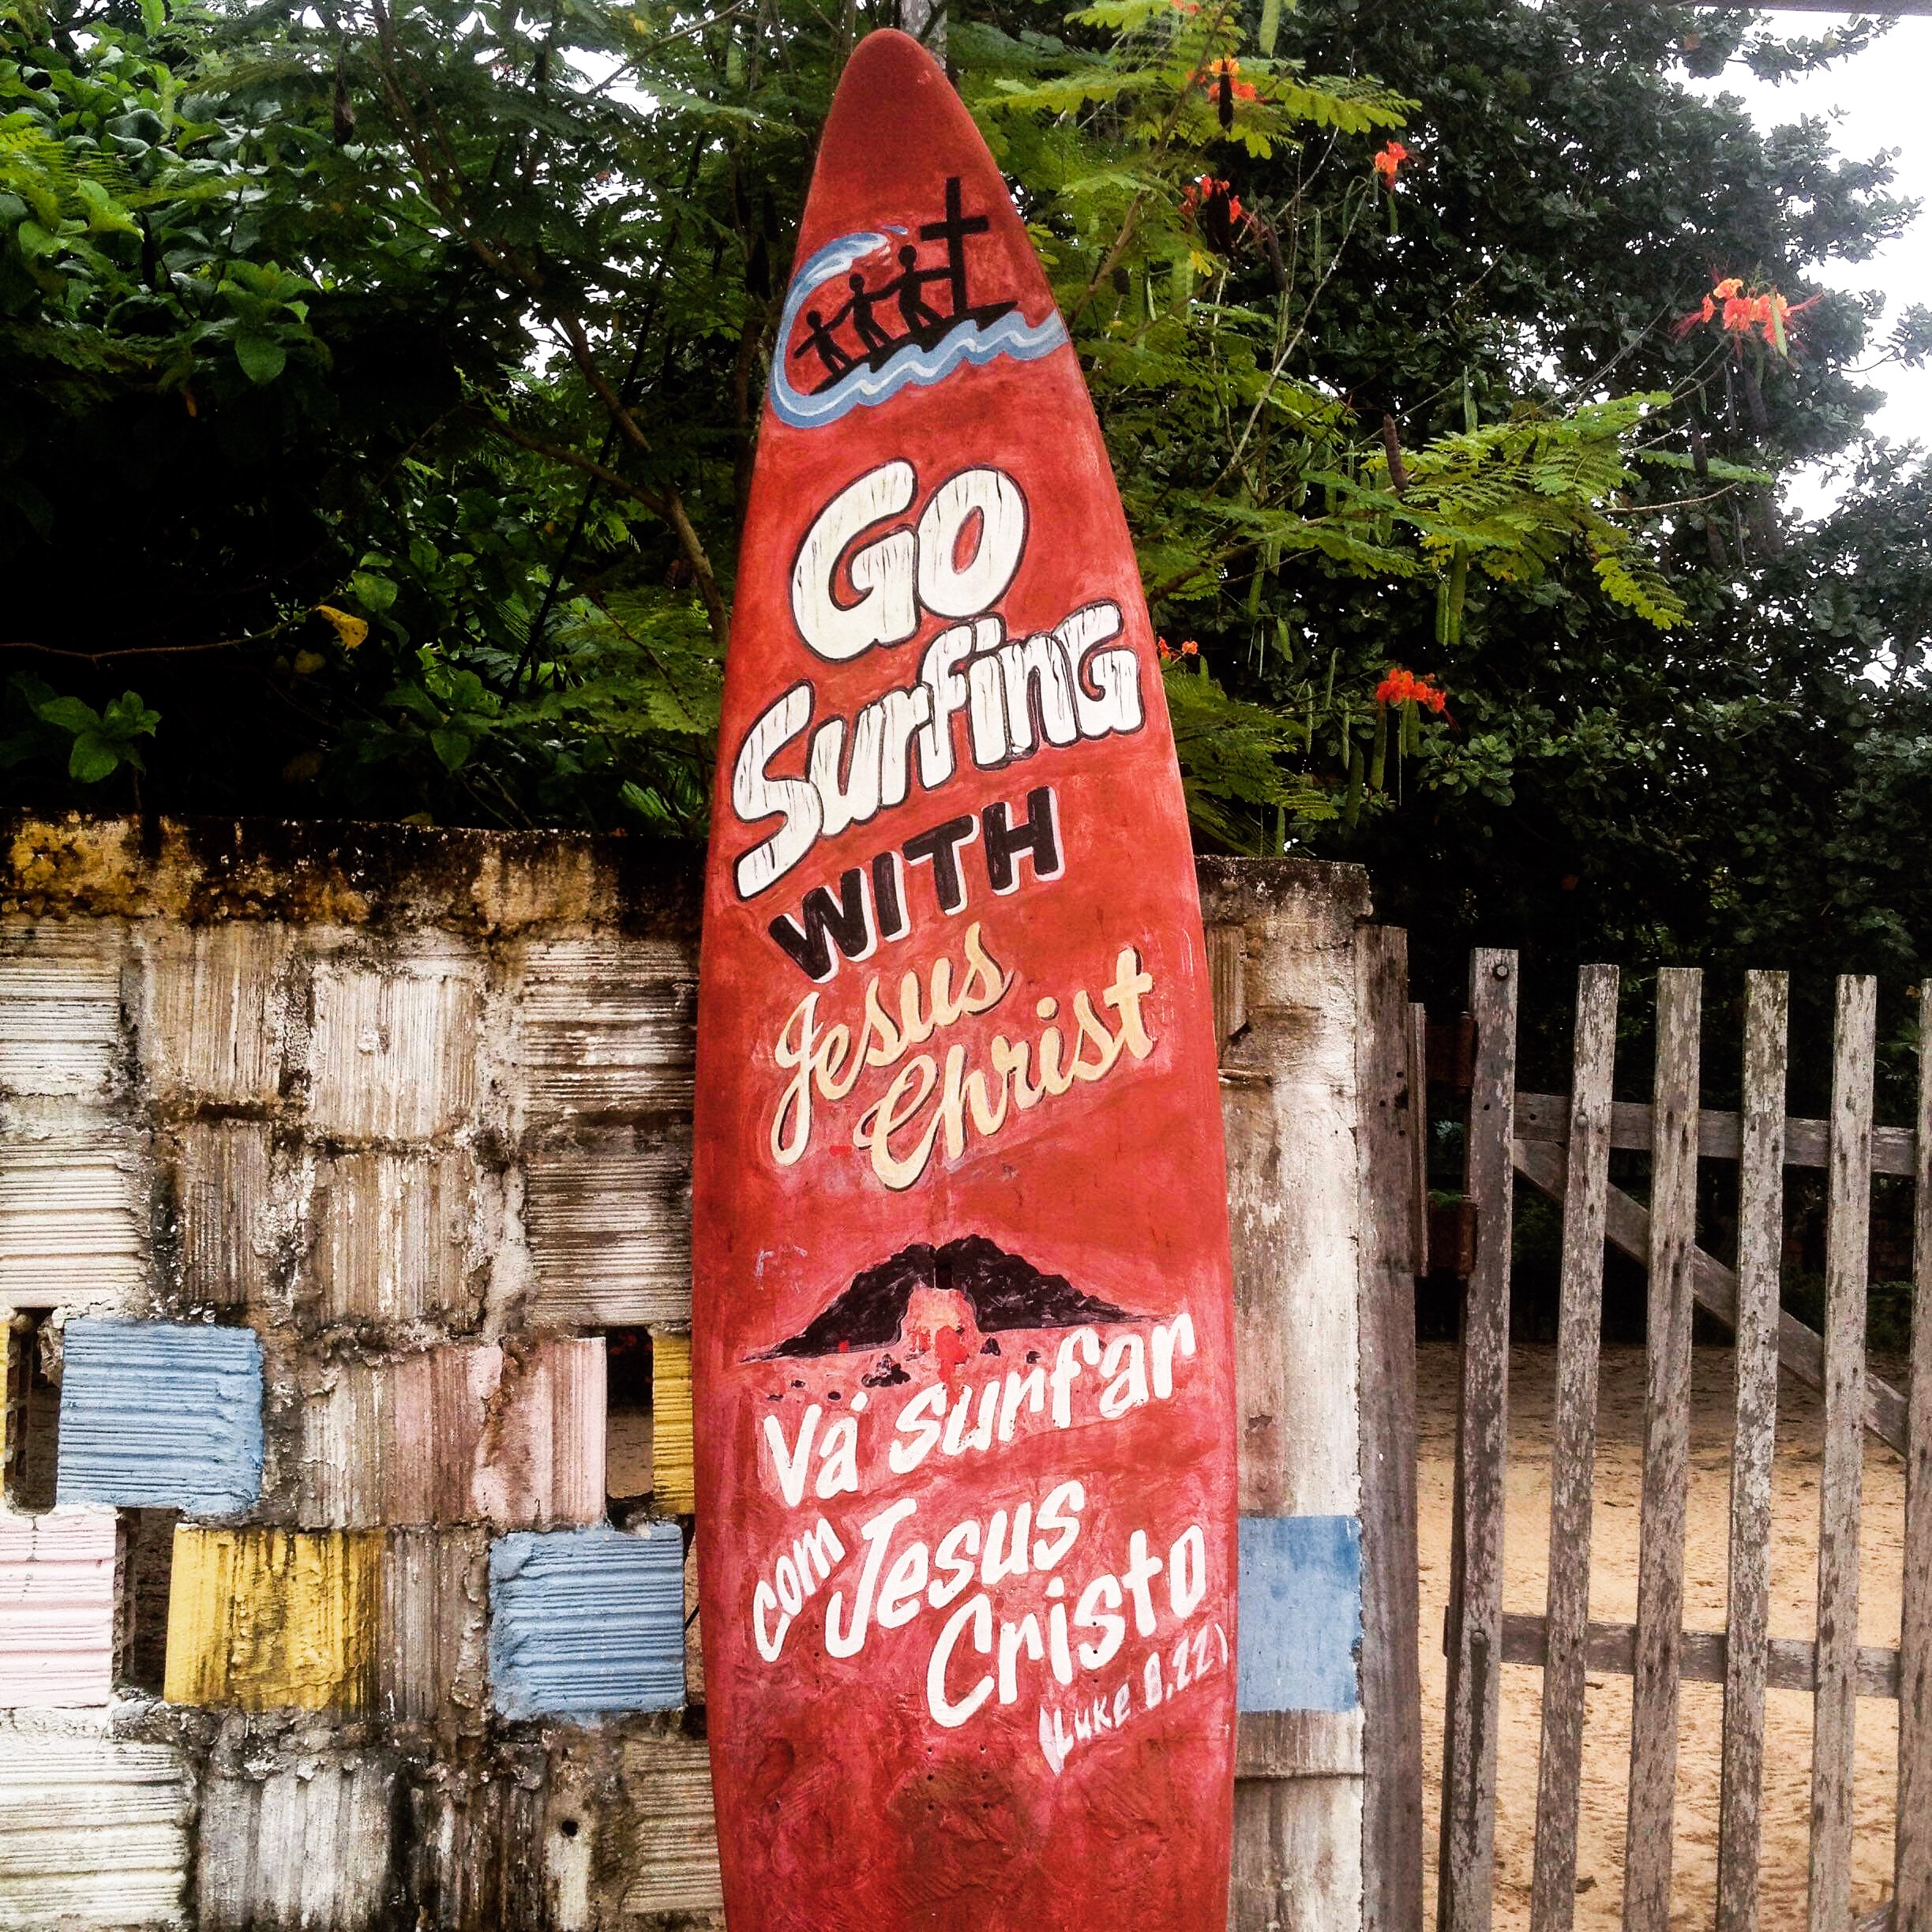 GO
SurfinG
WITH
Jesus
Christ
Vá surfar
com Jesus
Cristo
(Luke 8,22)